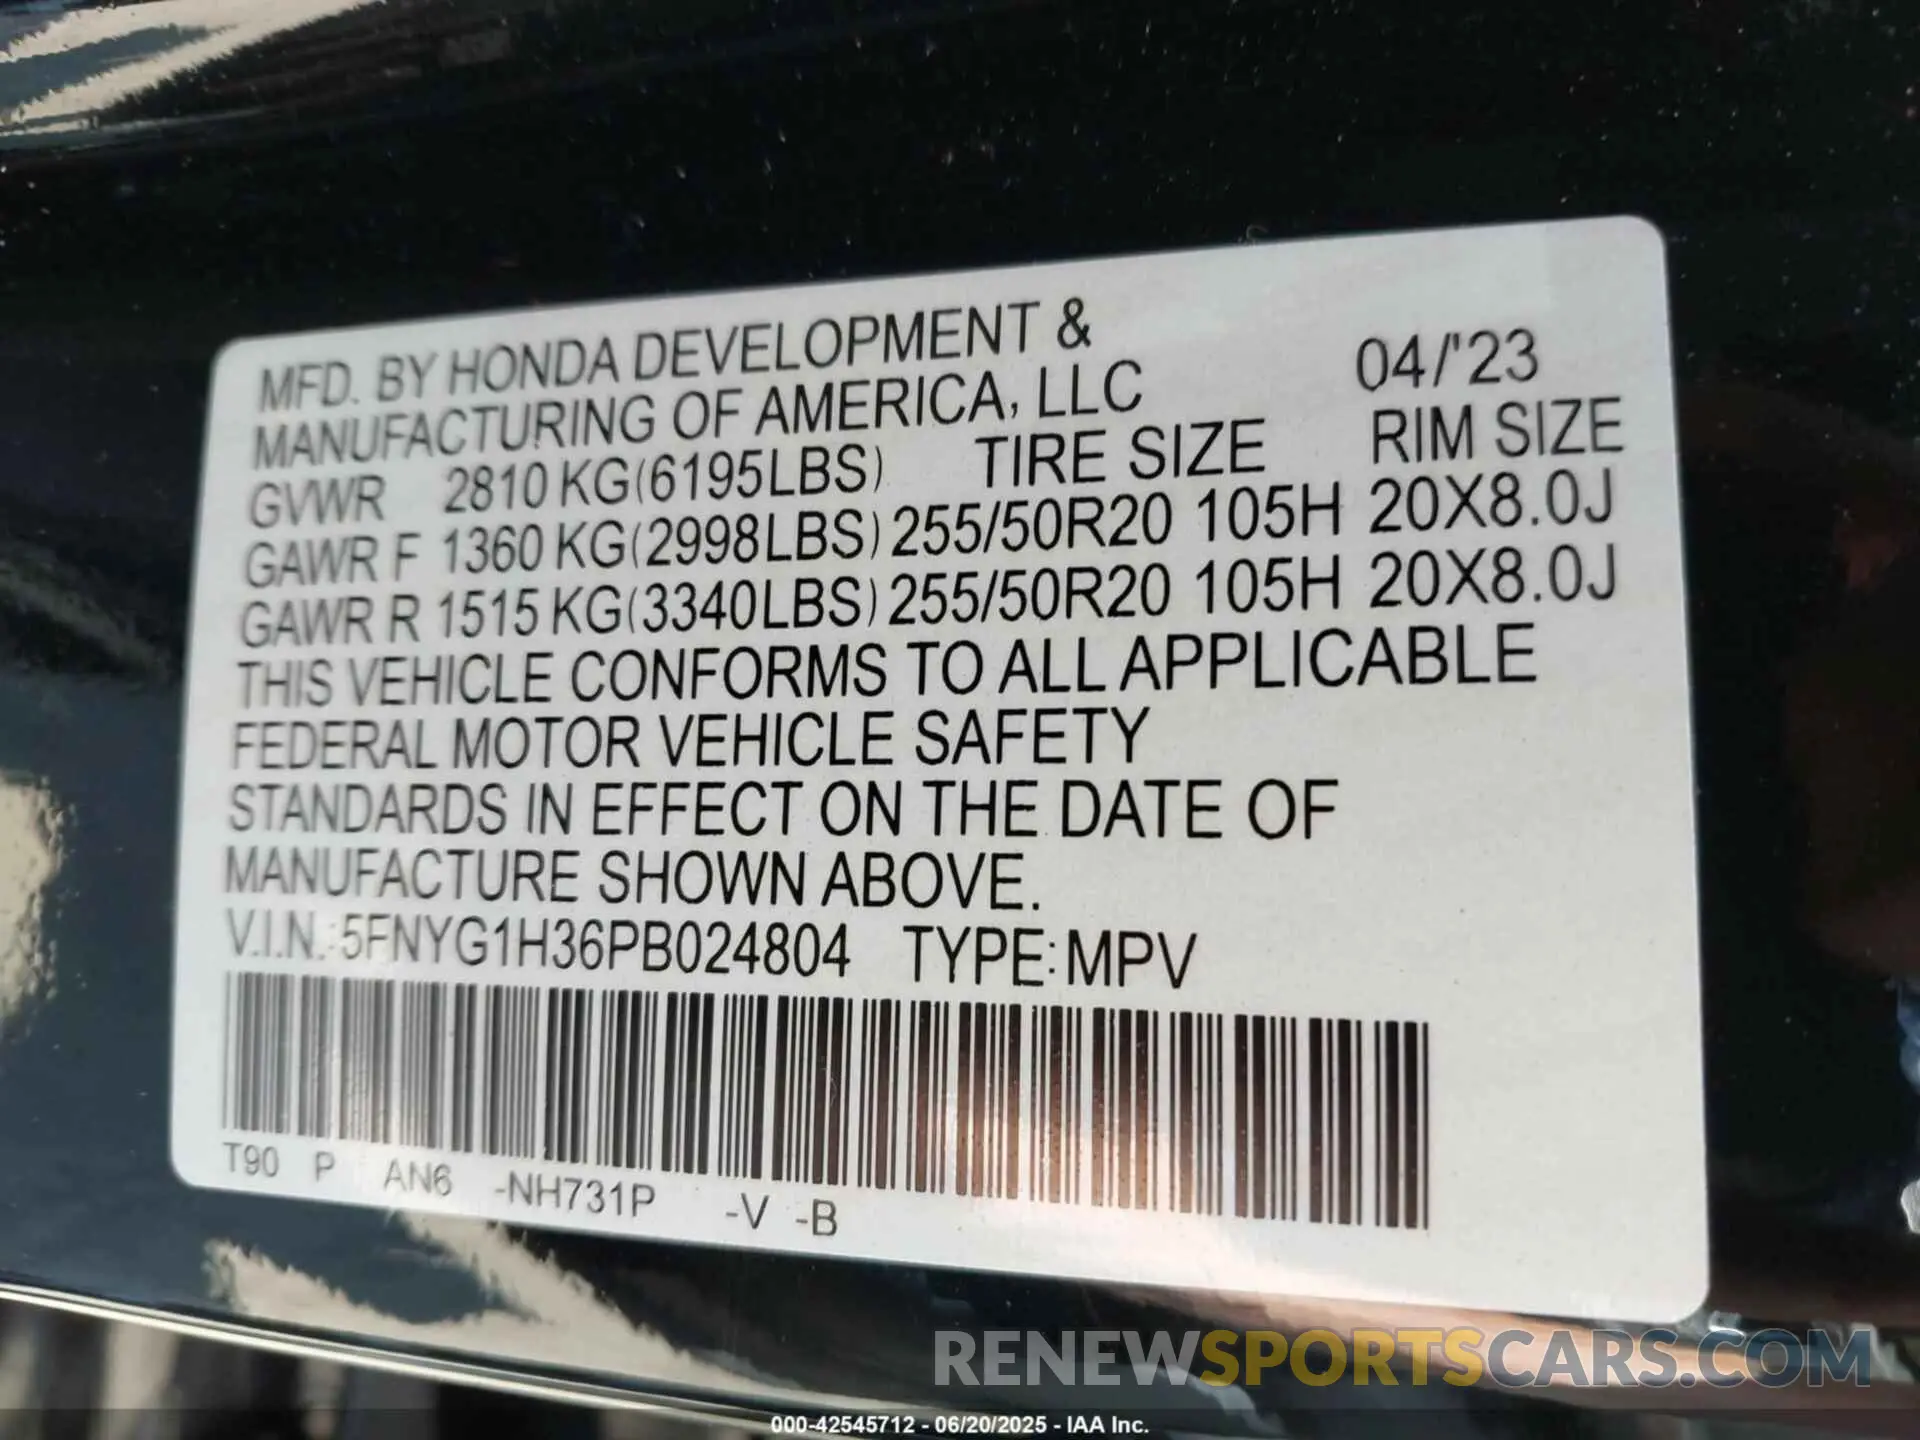 MFD. BY HONDA DEVELOPMENT &
MANUFACTURING OF AMERICA, LLC 04/'23
GVWR 2810 KG(6195LBS) TIRE SIZE RIM SIZE
GAWR F 1360 KG(2998LBS) 255/50R20 105H 20X8.0J
GAWR R 1515 KG(3340LBS) 255/50R20 105H 20X8.0J
THIS VEHICLE CONFORMS TO ALL APPLICABLE
FEDERAL MOTOR VEHICLE SAFETY
STANDARDS IN EFFECT ON THE DATE OF
MANUFACTURE SHOWN ABOVE.
V.I.N.:5FNYG1H36PB024804 TYPE:MPV
T90 P AN6 -NH731P -V -B
RENEWSPORTSCARS.COM
000-42545712 - 06/20/2025 - IAA Inc.